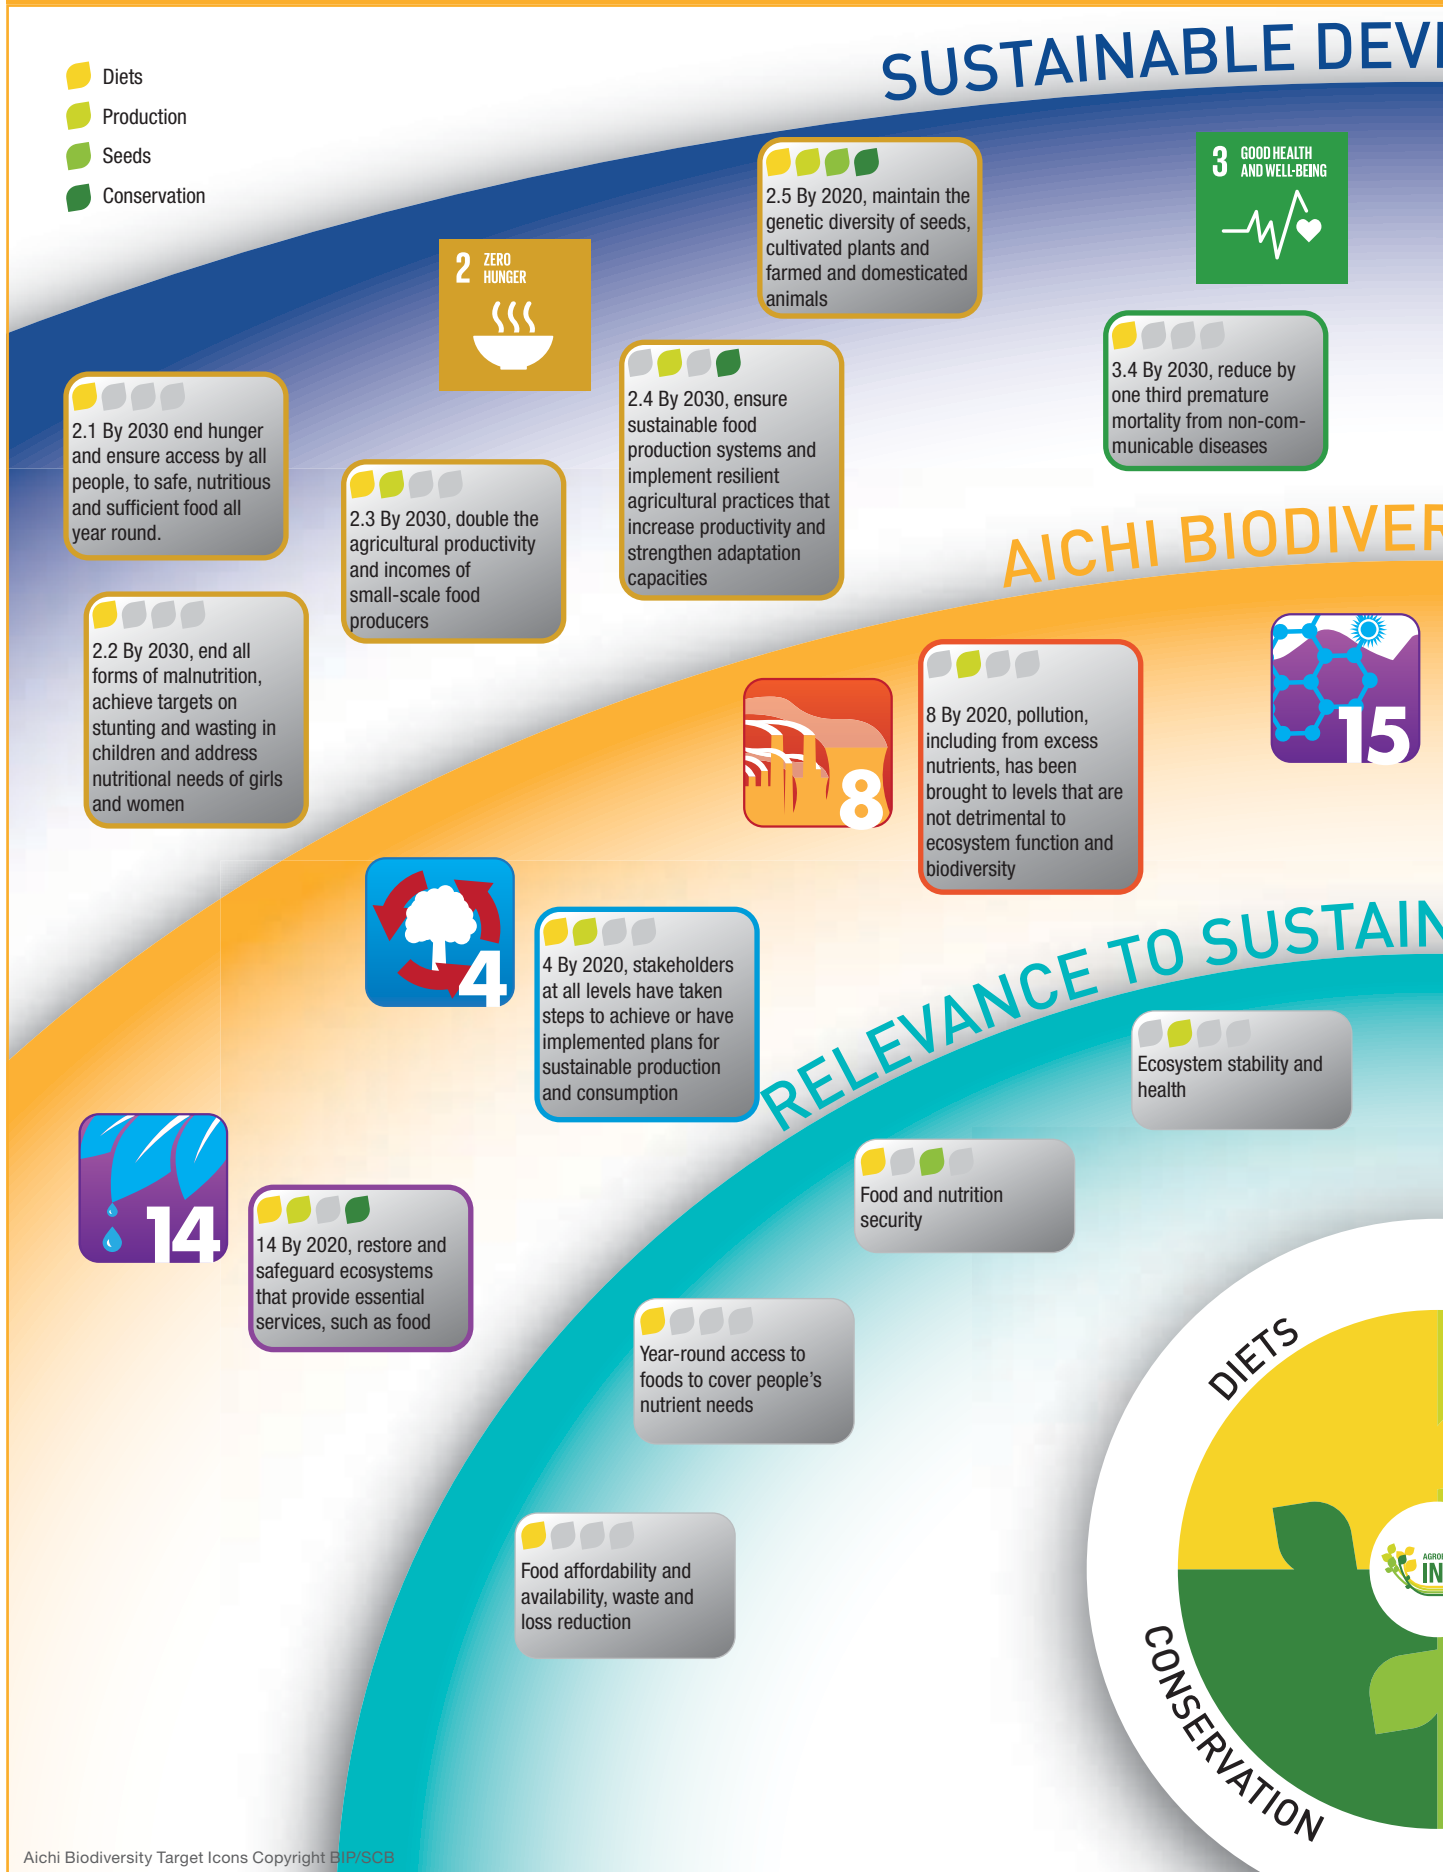 SUSTAINABLE DEVE
Diets
Production
Seeds
Conservation
2.5 By 2020, maintain the
genetic diversity of seeds,
cultivated plants and
farmed and domesticated
animals
3 GOOD HEALTH
AND WELL-BEING
2 ZERO
HUNGER
3.4 By 2030, reduce by
one third premature
mortality from non-com-
municable diseases
2.4 By 2030, ensure
sustainable food
production systems and
implement resilient
agricultural practices that
increase productivity and
strengthen adaptation
capacities
2.1 By 2030 end hunger
and ensure access by all
people, to safe, nutritious
and sufficient food all
year round.
2.3 By 2030, double the
agricultural productivity
and incomes of
small-scale food
producers
2.2 By 2030, end all
forms of malnutrition,
achieve targets on
stunting and wasting in
children and address
nutritional needs of girls
and women
AICHI BIODIVER
8
8 By 2020, pollution,
including from excess
nutrients, has been
brought to levels that are
not detrimental to
ecosystem function and
biodiversity
15
4
4 By 2020, stakeholders
at all levels have taken
steps to achieve or have
implemented plans for
sustainable production
and consumption
14
14 By 2020, restore and
safeguard ecosystems
that provide essential
services, such as food
RELEVANCE TO SUSTAIN
Ecosystem stability and
health
Food and nutrition
security
Year-round access to
foods to cover people's
nutrient needs
Food affordability and
availability, waste and
loss reduction
DIETS
AGROB
IN
CONSERVATION
Aichi Biodiversity Target Icons Copyright BIP/SCB